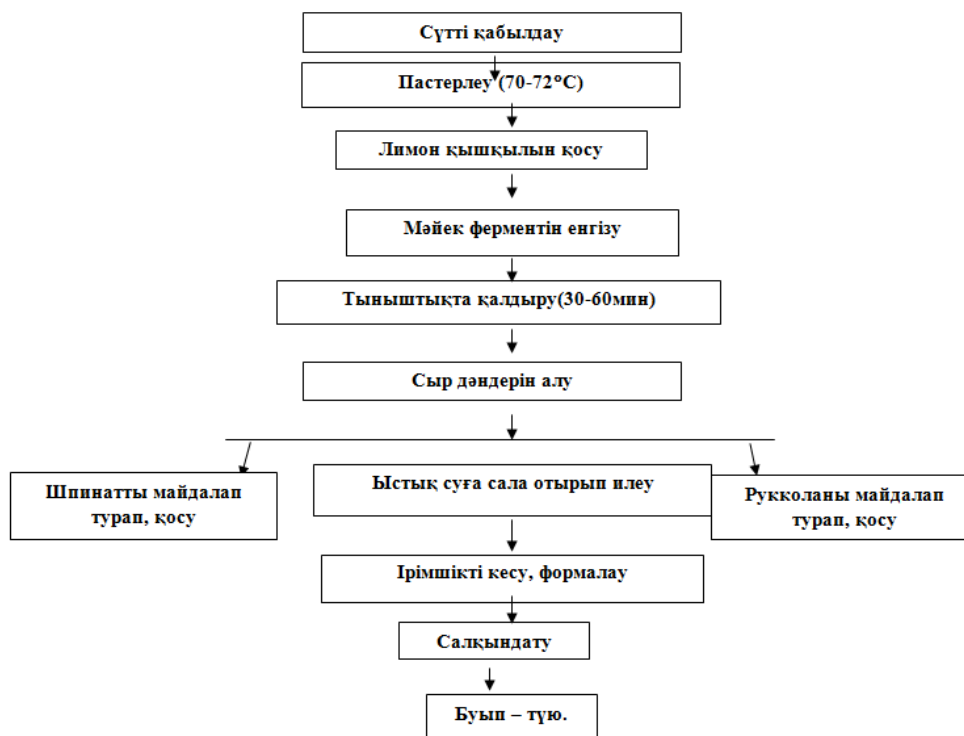 Сүтті қабылдау
Пастерлеу (70-72°С)
Лимон қышқылын қосу
Мәйек ферментін енгізу
Тыныштықта қалдыру(30-60мин)
Сыр дәндерін алу
Шпинатты майдалап
турап, қосу
Ыстық суға сала отырып илеу
Рукколаны майдалап
турап, қосу
Ірімшікті кесу, формалау
Салқындату
Буып – түю.